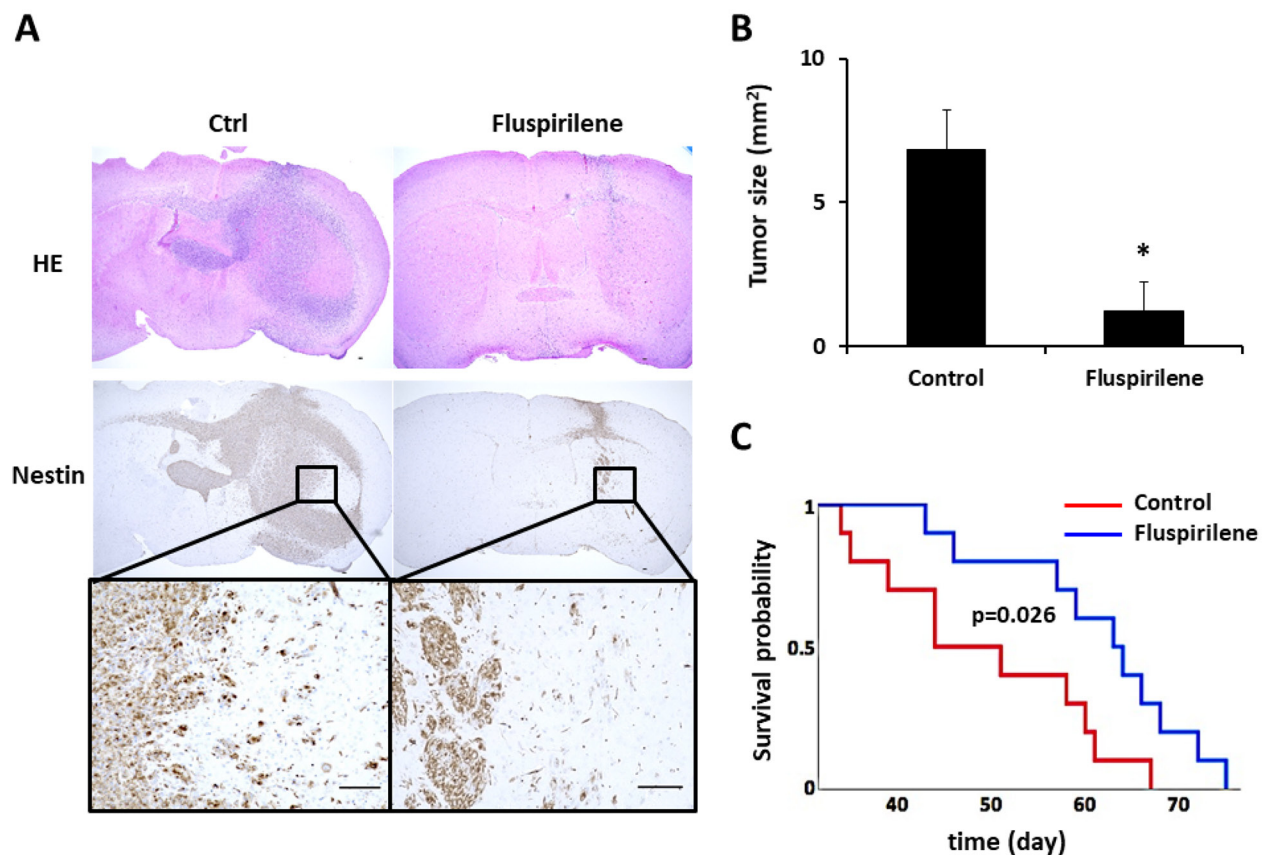 A
Ctrl
Fluspirilene
HE
Nestin
B
Tumor size (mm²)
10
5
0
*
Control
Fluspirilene
C
Survival probability
1
0.5
0
Control
Fluspirilene
p=0.026
40 50 60 70
time (day)